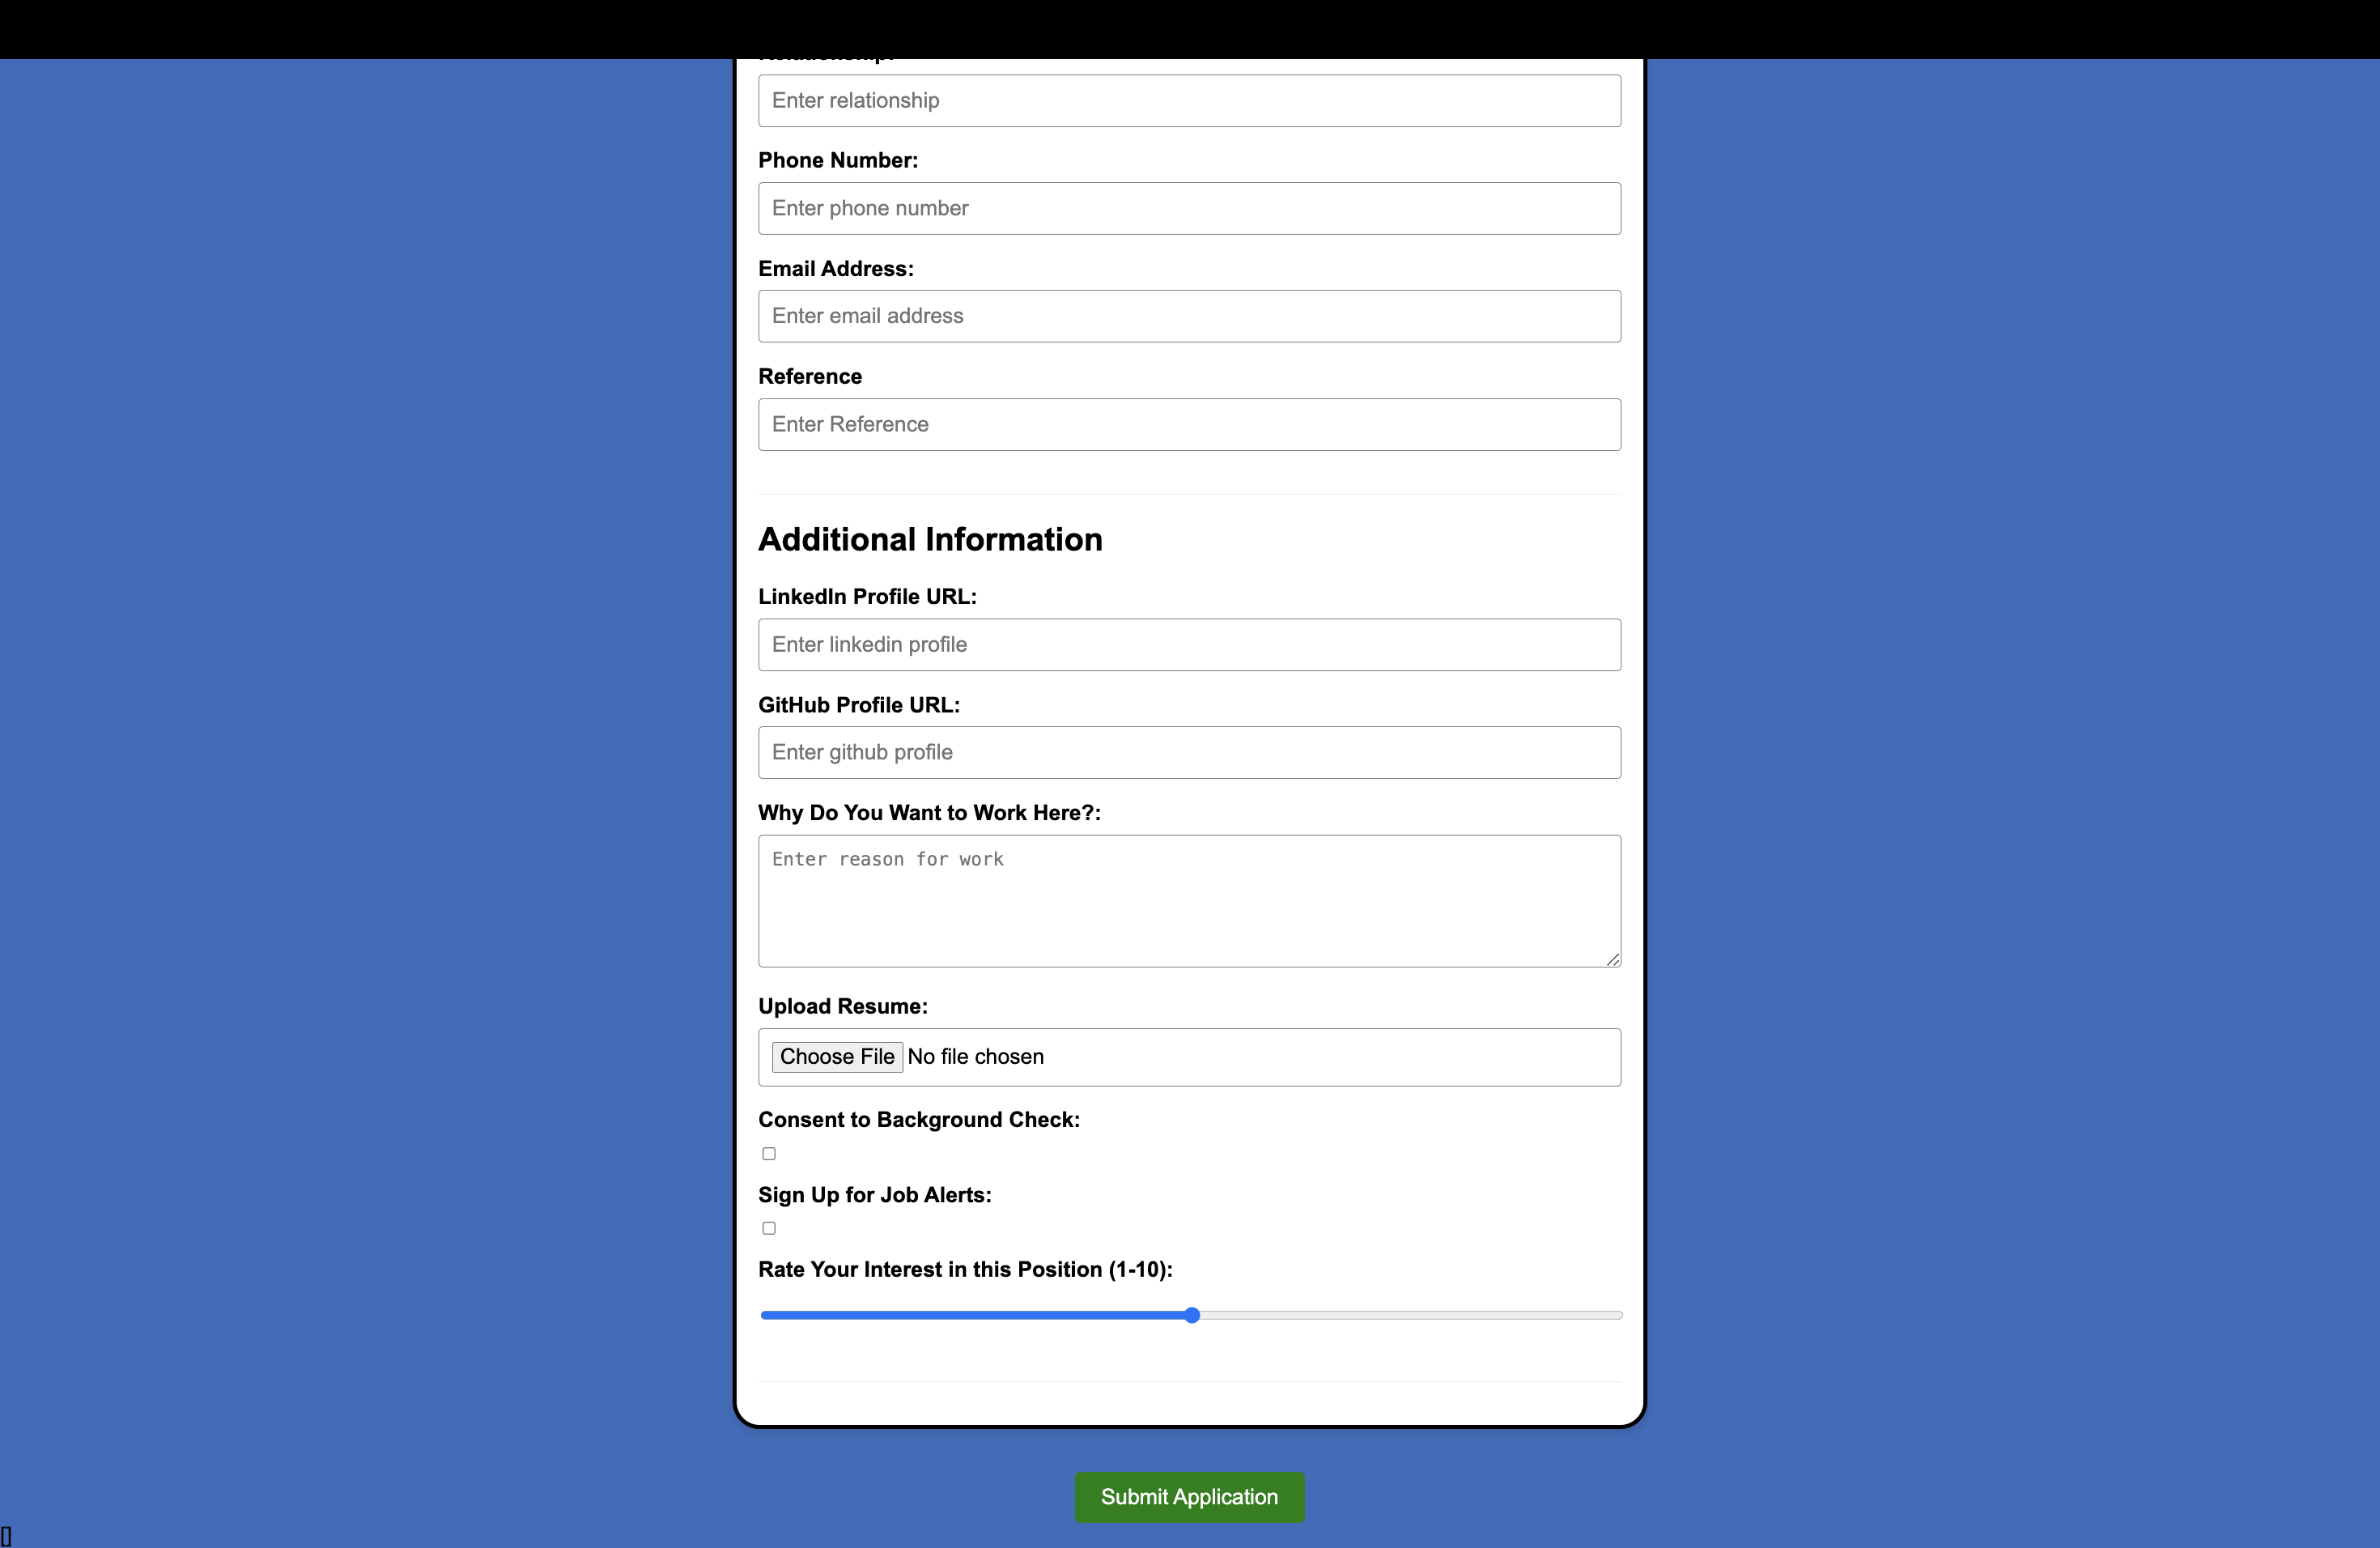 Enter relationship
Phone Number:
Enter phone number
Email Address:
Enter email address
Reference
Enter Reference
Additional Information
LinkedIn Profile URL:
Enter linkedin profile
GitHub Profile URL:
Enter github profile
Why Do You Want to Work Here?:
Enter reason for work
Upload Resume:
Choose File No file chosen
Consent to Background Check:
Sign Up for Job Alerts:
Rate Your Interest in this Position (1-10):
Submit Application
[]